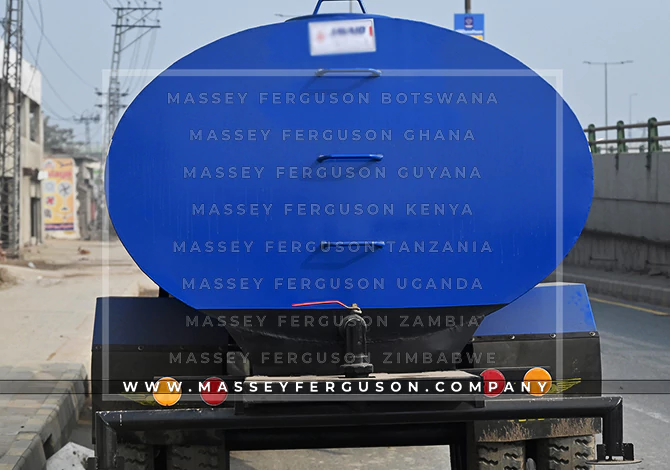 MASSEY FERGUSON BOTSWANA
MASSEY FERGUSON GHANA
MASSEY FERGUSON GUYANA
MASSEY FERGUSON KENYA
MASSEY FERGUSON TANZANIA
MASSEY FERGUSON UGANDA
MASSEY FERGUSON ZAMBIA
MASSEY FERGUSON ZIMBABWE
WWW.MASSEYFERGUSON.COMPANY